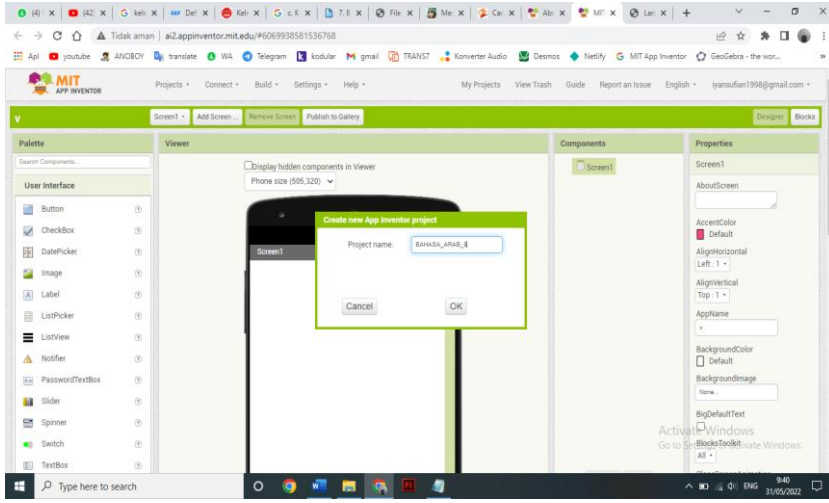 (4)
(42)
Tidak aman | ai2.appinventor.mit.edu/#6069938581536768
Apl youtube ANOBOY translate WA Telegram kodular gmail TRANS7 Konverter Audio Desmos Netlify MIT App Inventor GeoGebra - the wor... »
MIT
APP INVENTOR
Projects Connect Build Settings Help My Projects View Trash Guide Report an Issue English iyansufian1998@gmail.com
V Screen1 Add Screen ... Remove Screen Publish to Gallery Designer Blocks
Palette Viewer Components Properties
Search Components...
User Interface
Button
CheckBox
DatePicker
Image
Label
ListPicker
ListView
Notifier
PasswordTextBox
Slider
Spinner
Switch
TextBox
Display hidden components in Viewer
Phone size (505,320)
Screen1
Create new App Inventor project
Project name:
Cancel OK
Screen1
Screen1
AboutScreen
AccentColor
Default
AlignHorizontal
Left : 1
AlignVertical
Top : 1
AppName
v
BackgroundColor
Default
BackgroundImage
None...
BigDefaultText
BlocksToolkit
All
Activate Windows
Type here to search
ENG
9:40
31/05/2022